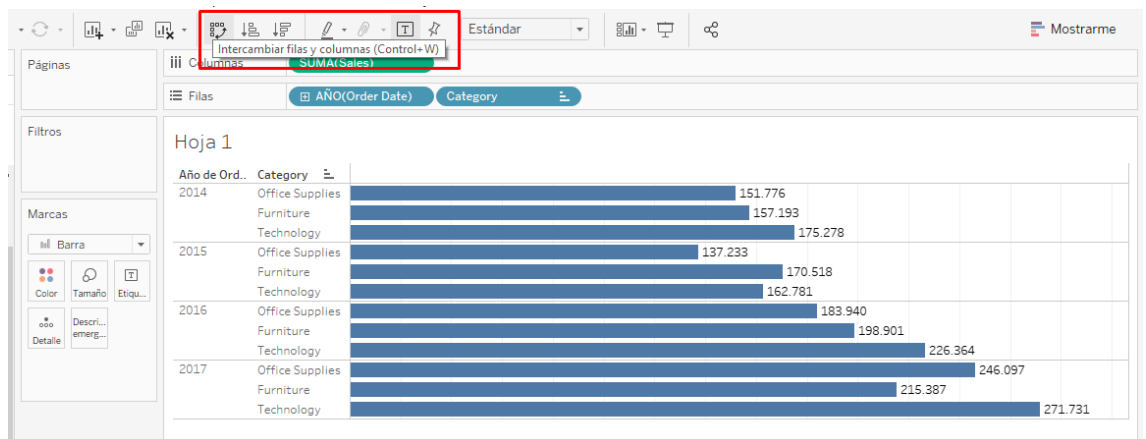 Estándar
Mostrarme
Intercambiar filas y columnas (Control+W)
Páginas
iii Columnas SUMA(Sales)
Filas AÑO(Order Date) Category
Filtros
Hoja 1
Año de Ord.. Category
2014 Office Supplies 151.776
Furniture 157.193
Technology 175.278
Marcas
Barra
2015 Office Supplies 137.233
Furniture 170.518
Technology 162.781
Color Tamaño Etiqu...
2016 Office Supplies 183.940
Furniture 198.901
Technology 226.364
Detalle Descri... emerg...
2017 Office Supplies 246.097
Furniture 215.387
Technology 271.731